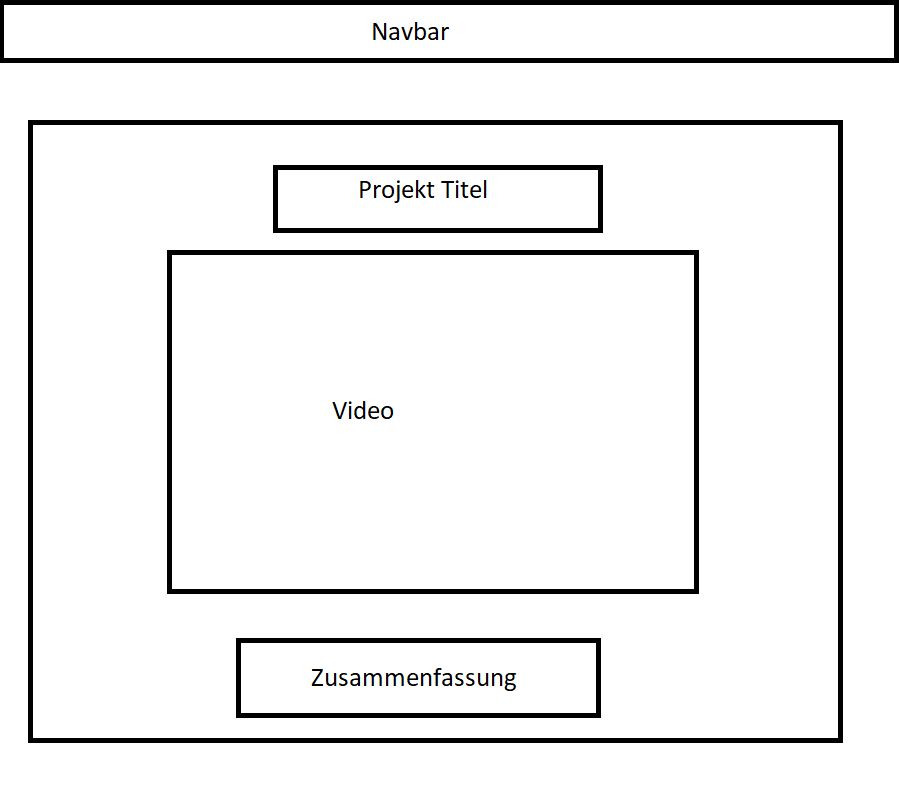 Navbar
Projekt Titel
Video
Zusammenfassung